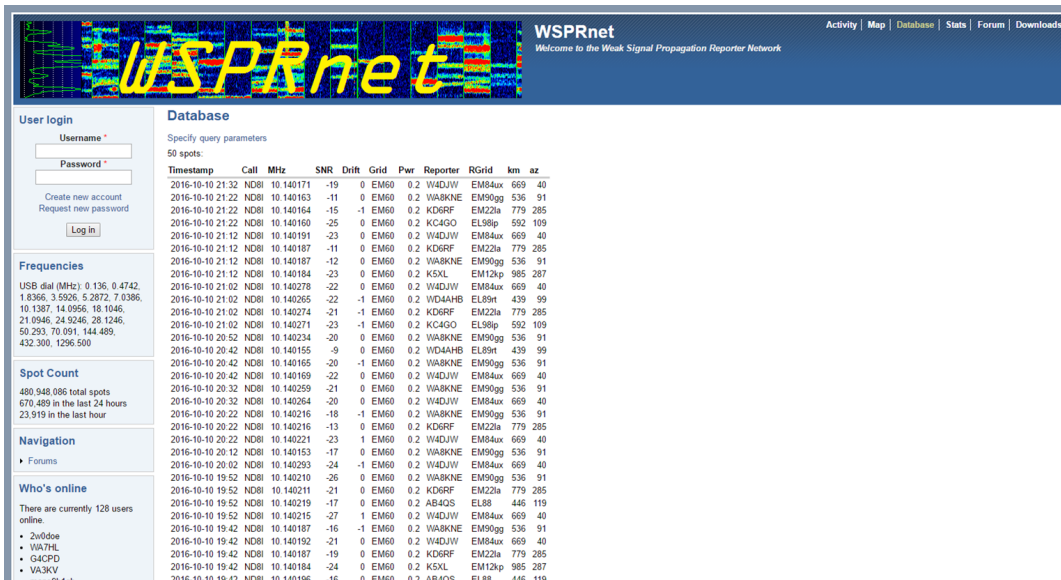 WSPRnet
WSPRnet
Welcome to the Weak Signal Propagation Reporter Network
Activity | Map | Database | Stats | Forum | Downloads
User login
Username *
Password *
Create new account
Request new password
Log in
Frequencies
USB dial (MHz): 0.136, 0.4742,
1.8366, 3.5926, 5.2872, 7.0386,
10.1387, 14.0956, 18.1046,
21.0946, 24.9246, 28.1246,
50.293, 70.091, 144.489,
432.300, 1296.500
Spot Count
480,948,086 total spots
670,489 in the last 24 hours
23,919 in the last hour
Navigation
Forums
Who's online
There are currently 128 users
online.
• 2w0doe
• WA7HL
• G4CPD
• VA3KV
Database
Specify query parameters
50 spots:
Timestamp Call MHz SNR Drift Grid Pwr Reporter RGrid km az
2016-10-10 21:32 ND8I 10.140171 -19 0 EM60 0.2 W4DJW EM84ux 669 40
2016-10-10 21:22 ND8I 10.140163 -11 0 EM60 0.2 WA8KNE EM90gg 536 91
2016-10-10 21:22 ND8I 10.140164 -15 -1 EM60 0.2 KD6RF EM22la 779 285
2016-10-10 21:22 ND8I 10.140160 -25 0 EM60 0.2 KC4GO EL98ip 592 109
2016-10-10 21:12 ND8I 10.140191 -23 0 EM60 0.2 W4DJW EM84ux 669 40
2016-10-10 21:12 ND8I 10.140187 -11 0 EM60 0.2 KD6RF EM22la 779 285
2016-10-10 21:12 ND8I 10.140187 -12 0 EM60 0.2 WA8KNE EM90gg 536 91
2016-10-10 21:12 ND8I 10.140184 -23 0 EM60 0.2 K5XL EM12kp 985 287
2016-10-10 21:02 ND8I 10.140278 -22 0 EM60 0.2 W4DJW EM84ux 669 40
2016-10-10 21:02 ND8I 10.140265 -22 -1 EM60 0.2 WD4AHB EL89rt 439 99
2016-10-10 21:02 ND8I 10.140274 -21 -1 EM60 0.2 KD6RF EM22la 779 285
2016-10-10 21:02 ND8I 10.140271 -23 -1 EM60 0.2 KC4GO EL98ip 592 109
2016-10-10 20:52 ND8I 10.140234 -20 0 EM60 0.2 WA8KNE EM90gg 536 91
2016-10-10 20:42 ND8I 10.140155 -9 0 EM60 0.2 WD4AHB EL89rt 439 99
2016-10-10 20:42 ND8I 10.140165 -20 -1 EM60 0.2 WA8KNE EM90gg 536 91
2016-10-10 20:42 ND8I 10.140169 -22 0 EM60 0.2 W4DJW EM84ux 669 40
2016-10-10 20:32 ND8I 10.140259 -21 0 EM60 0.2 WA8KNE EM90gg 536 91
2016-10-10 20:32 ND8I 10.140264 -20 0 EM60 0.2 W4DJW EM84ux 669 40
2016-10-10 20:22 ND8I 10.140216 -18 -1 EM60 0.2 WA8KNE EM90gg 536 91
2016-10-10 20:22 ND8I 10.140216 -13 0 EM60 0.2 KD6RF EM22la 779 285
2016-10-10 20:22 ND8I 10.140221 -23 1 EM60 0.2 W4DJW EM84ux 669 40
2016-10-10 20:12 ND8I 10.140153 -17 0 EM60 0.2 WA8KNE EM90gg 536 91
2016-10-10 20:02 ND8I 10.140293 -24 -1 EM60 0.2 W4DJW EM84ux 669 40
2016-10-10 19:52 ND8I 10.140210 -26 0 EM60 0.2 WA8KNE EM90gg 536 91
2016-10-10 19:52 ND8I 10.140211 -21 0 EM60 0.2 KD6RF EM22la 779 285
2016-10-10 19:52 ND8I 10.140219 -17 0 EM60 0.2 AB4QS EL88 446 119
2016-10-10 19:52 ND8I 10.140215 -27 1 EM60 0.2 W4DJW EM84ux 669 40
2016-10-10 19:42 ND8I 10.140187 -16 -1 EM60 0.2 WA8KNE EM90gg 536 91
2016-10-10 19:42 ND8I 10.140192 -21 0 EM60 0.2 W4DJW EM84ux 669 40
2016-10-10 19:42 ND8I 10.140187 -19 0 EM60 0.2 KD6RF EM22la 779 285
2016-10-10 19:42 ND8I 10.140184 -24 0 EM60 0.2 K5XL EM12kp 985 287
2016-10-10 19:42 ND8I 10.140196 -16 0 EM60 0.2 AB4QS EL88 446 119